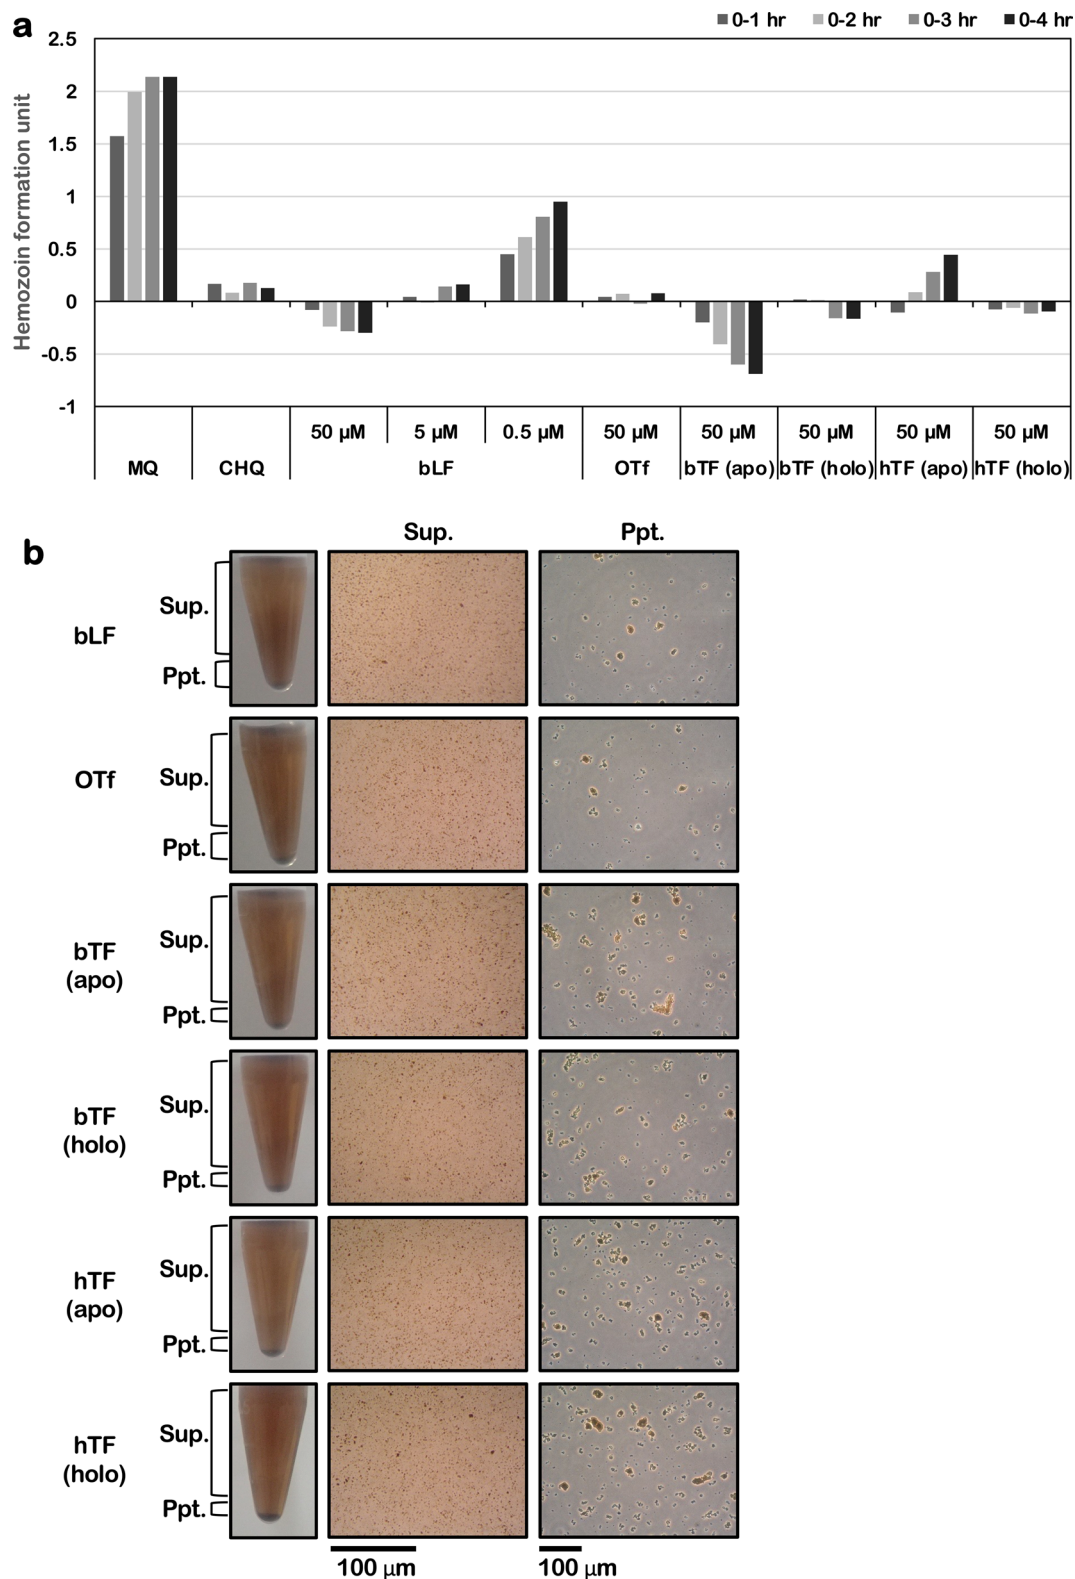 a
0-1 hr 0-2 hr 0-3 hr 0-4 hr
Hemozoin formation unit
2.5
2
1.5
1
0.5
0
-0.5
-1
50 µM 5 µM 0.5 µM 50 µM 50 µM 50 µM 50 µM 50 µM
MQ CHQ bLF OTf bTF (apo) bTF (holo) hTF (apo) hTF (holo)
b
Sup. Ppt.
bLF
Sup.
Ppt.
OTf
Sup.
Ppt.
bTF
(apo)
Sup.
Ppt.
bTF
(holo)
Sup.
Ppt.
hTF
(apo)
Sup.
Ppt.
hTF
(holo)
Sup.
Ppt.
100 µm 100 µm